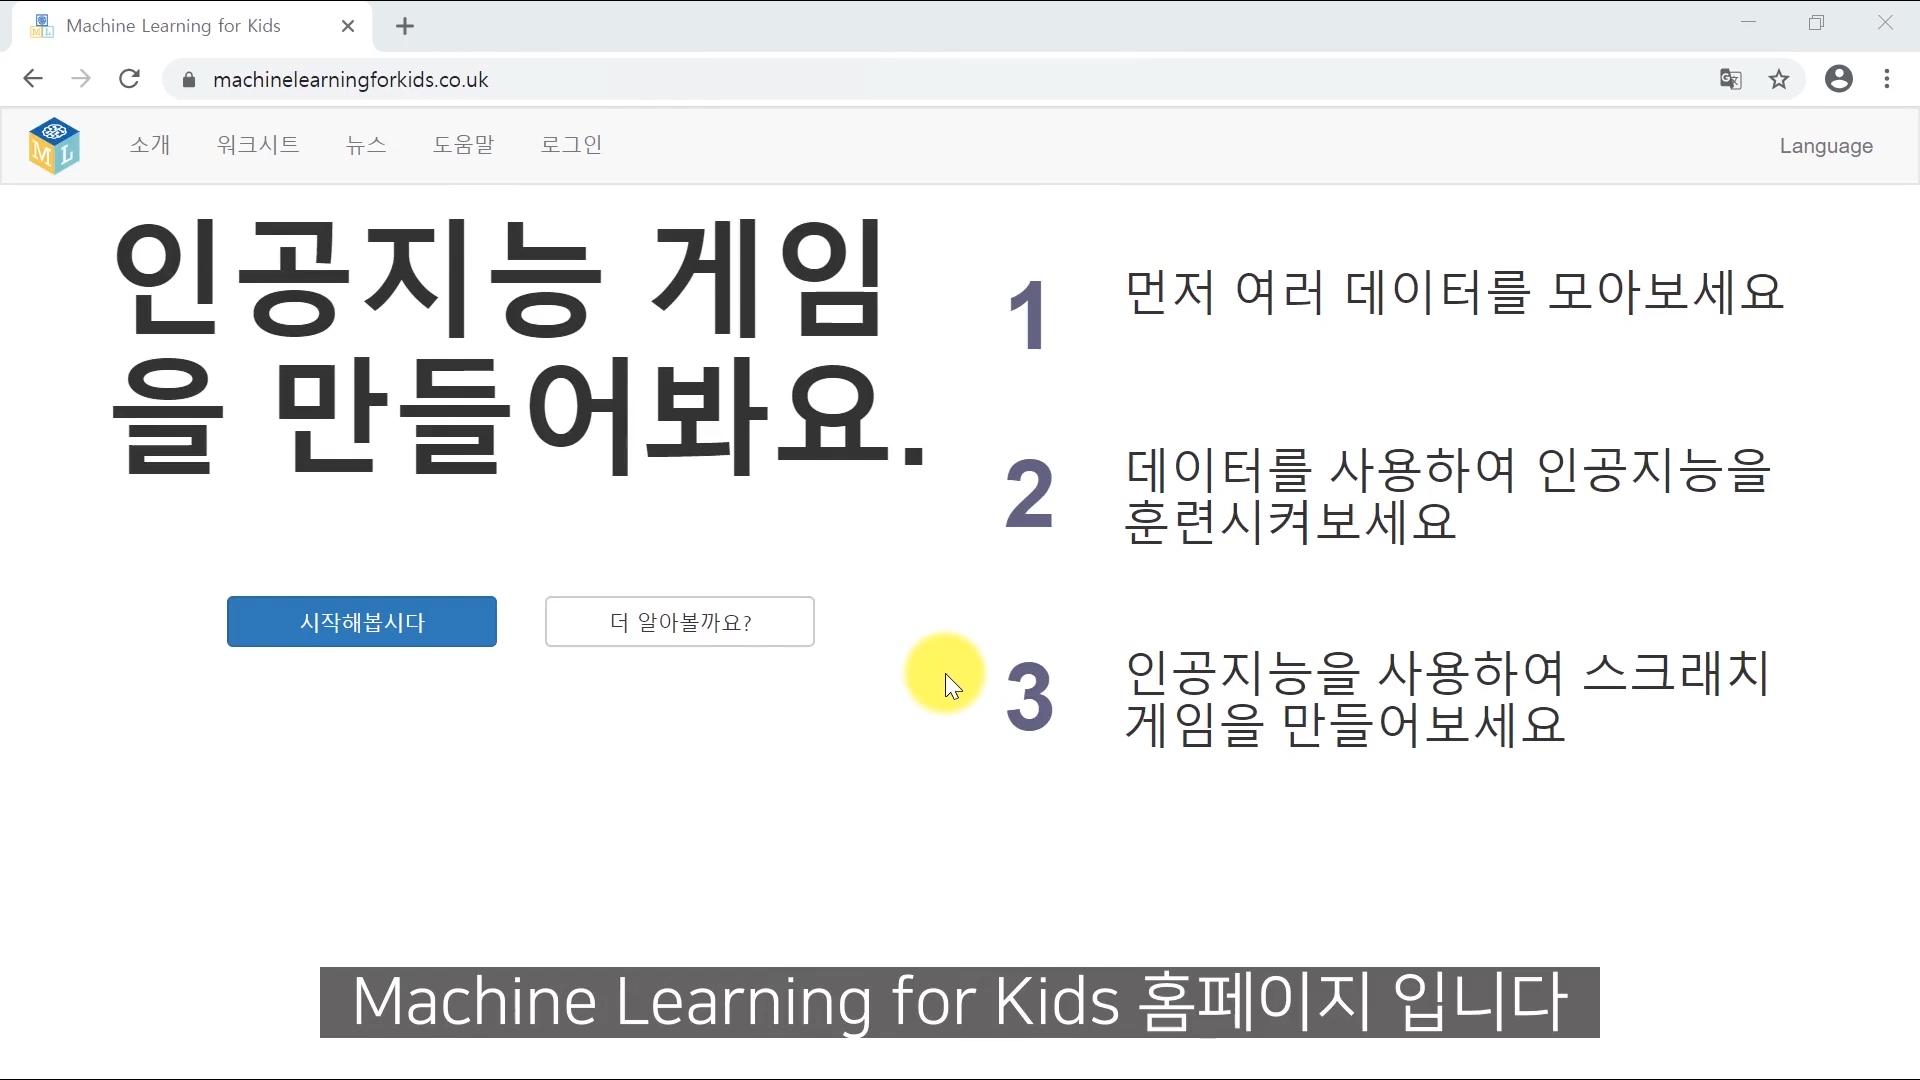 Machine Learning for Kids
machinelearningforkids.co.uk
M L
소개 워크시트 뉴스 도움말 로그인 Language
인공지능 게임
을 만들어봐요.
시작해봅시다 더 알아볼까요?
1 먼저 여러 데이터를 모아보세요
2 데이터를 사용하여 인공지능을
훈련시켜보세요
3 인공지능을 사용하여 스크래치
게임을 만들어보세요
Machine Learning for Kids 홈페이지 입니다